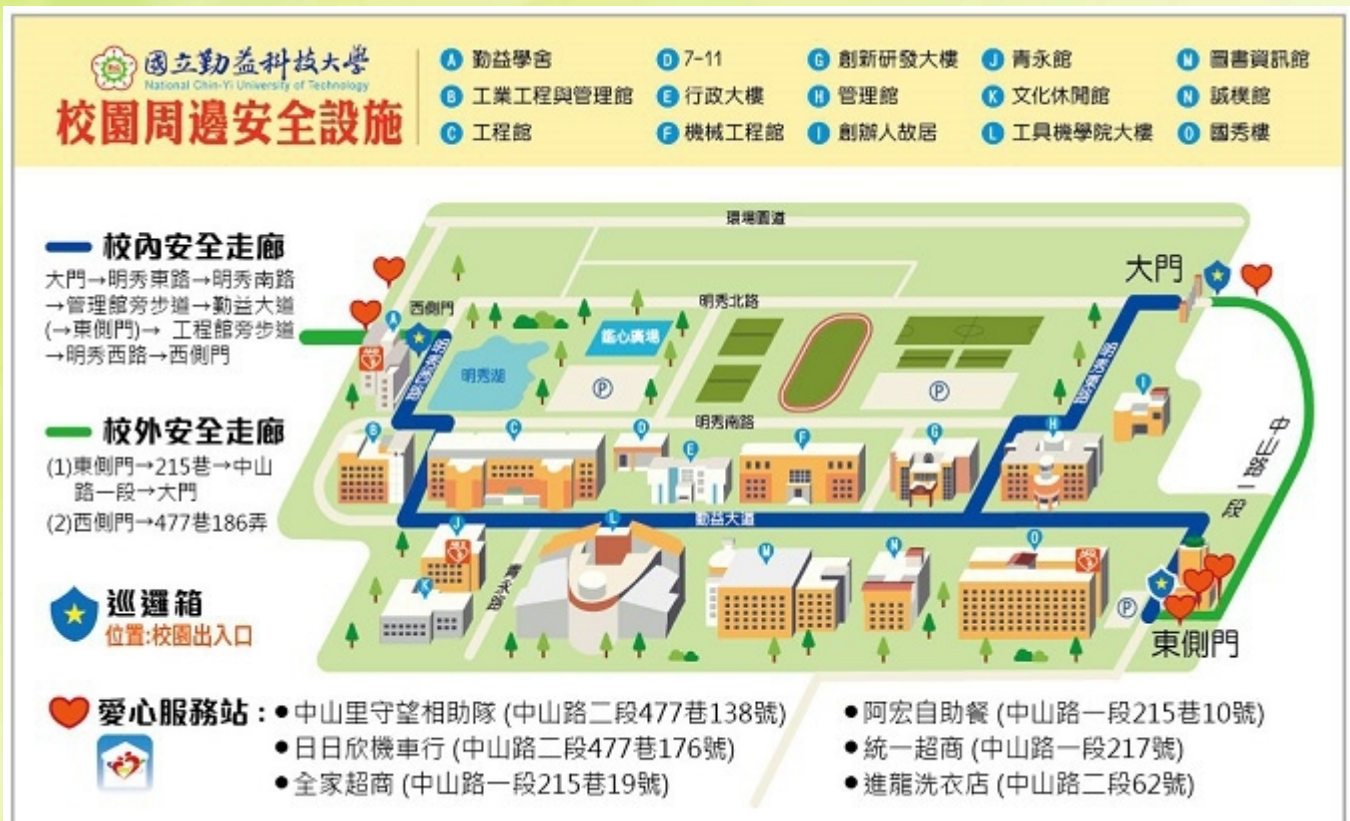 國立勤益科技大學
National Chin-Yi University of Technology
校園周邊安全設施
A 勤益學舍
B 工業工程與管理館
C 工程館
D 7-11
E 行政大樓
F 機械工程館
G 創新研發大樓
H 管理館
I 創辦人故居
J 青永館
K 文化休閒館
L 工具機學院大樓
M 圖書資訊館
N 誠樸館
O 國秀樓
校內安全走廊
大門→明秀東路→明秀南路
→管理館旁步道→勤益大道
(→東側門)→ 工程館旁步道
→明秀西路→西側門
校外安全走廊
(1)東側門→215巷→中山
路一段→大門
(2)西側門→477巷186弄
巡邏箱
位置:校園出入口
環場園道
大門
西側門
明秀北路
A
明秀西路
明秀湖
鑑心廣場
P
P
明秀東路
I
明秀南路
中山路一段
B
C
D
E
F
G
H
勤益大道
J
K
青永路
L
M
N
O
P
東側門
愛心服務站：
●中山里守望相助隊 (中山路二段477巷138號)
●日日欣機車行 (中山路二段477巷176號)
●全家超商 (中山路一段215巷19號)
●阿宏自助餐 (中山路一段215巷10號)
●統一超商 (中山路一段217號)
●進龍洗衣店 (中山路二段62號)